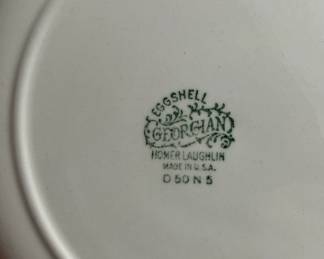 EGGSHELL
GEORGIAN
HOMER LAUGHLIN
MADE IN U.S.A.
D 50 N 5